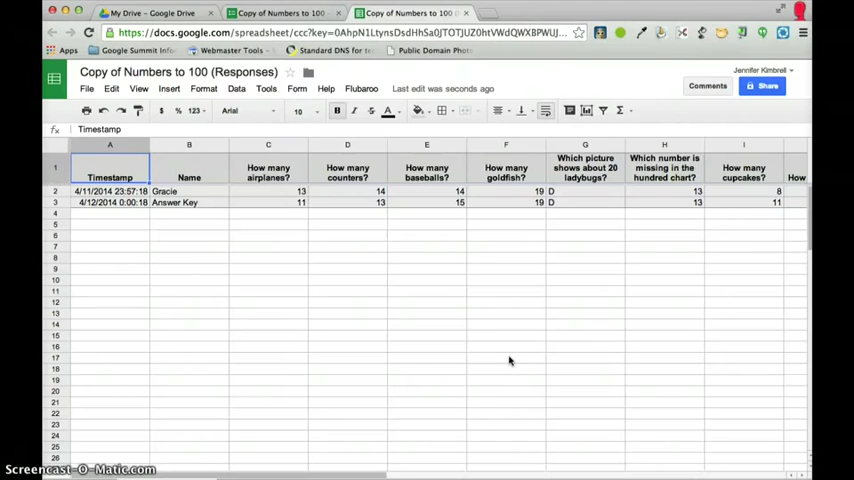 My Drive – Google Drive
Copy of Numbers to 100 –
Copy of Numbers to 100 (R
https://docs.google.com/spreadsheet/ccc?key=0AhpN1LtynsDsdHhSa0JTOTJUZ0htVWdQWXBPWUJ...
Apps
Google Summit Infor
Webmaster Tools
Standard DNS for te
Public Domain Photo
Copy of Numbers to 100 (Responses)
Jennifer Kimbrell
File Edit View Insert Format Data Tools Form Help Flubaroo
Last edit was seconds ago
Comments
Share
$ % 123
Arial
10
B I A Σ
fx Timestamp
A B C D E F G H I
1 Timestamp Name How many airplanes? How many counters? How many baseballs? How many goldfish? Which picture shows about 20 ladybugs? Which number is missing in the hundred chart? How many cupcakes? How
2 4/11/2014 23:57:18 Gracie 13 14 14 19 D 13 8
3 4/12/2014 0:00:18 Answer Key 11 13 15 19 D 13 11
4
5
6
7
8
9
10
11
12
13
14
15
16
17
18
19
20
21
22
23
24
25
26
Screencast-O-Matic.com